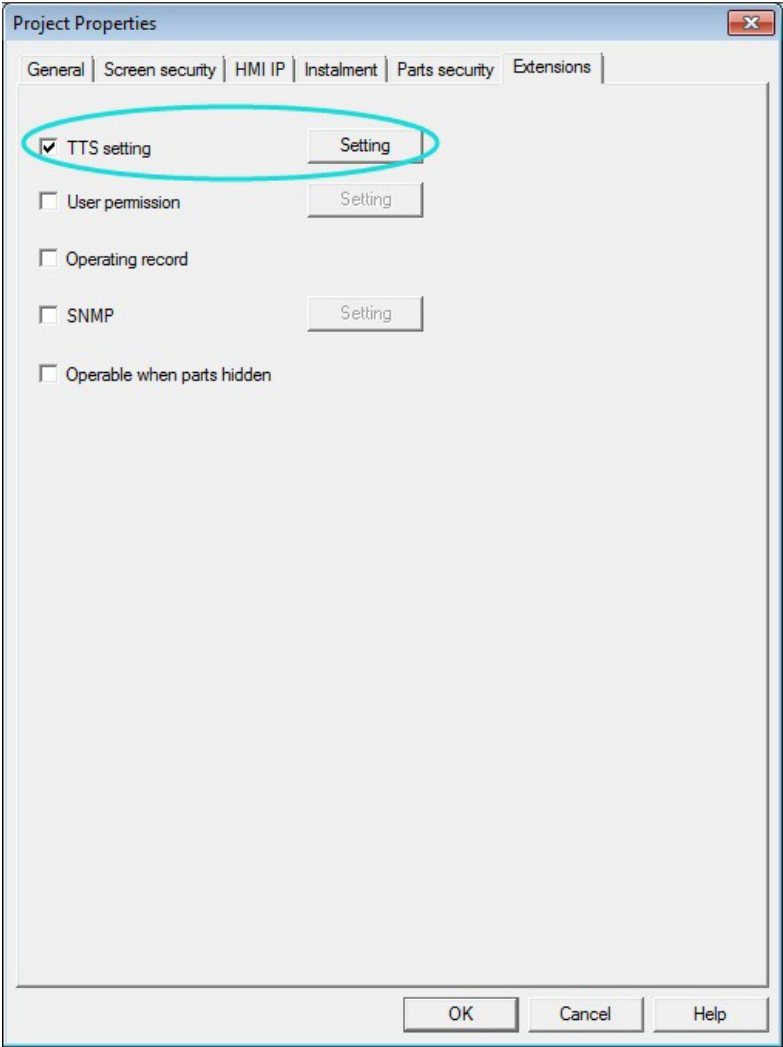 Project Properties
General Screen security HMI IP Instalment Parts security Extensions
TTS setting Setting
User permission Setting
Operating record
SNMP Setting
Operable when parts hidden
OK Cancel Help